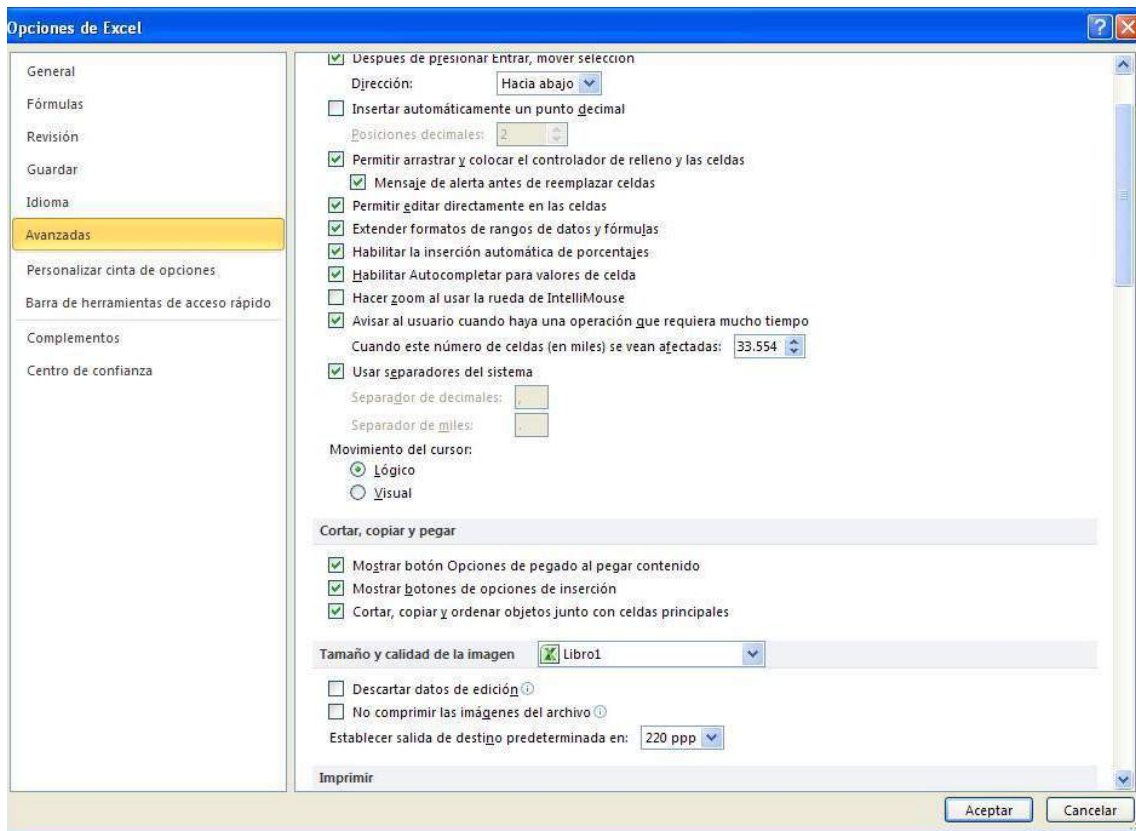 Opciones de Excel
General
Fórmulas
Revisión
Guardar
Idioma
Avanzadas
Personalizar cinta de opciones
Barra de herramientas de acceso rápido
Complementos
Centro de confianza
Después de presionar Entrar, mover selección
Dirección: Hacia abajo
Insertar automáticamente un punto decimal
Posiciones decimales: 2
Permitir arrastrar y colocar el controlador de relleno y las celdas
Mensaje de alerta antes de reemplazar celdas
Permitir editar directamente en las celdas
Extender formatos de rangos de datos y fórmulas
Habilitar la inserción automática de porcentajes
Habilitar Autocompletar para valores de celda
Hacer zoom al usar la rueda de IntelliMouse
Avisar al usuario cuando haya una operación que requiera mucho tiempo
Cuando este número de celdas (en miles) se vean afectadas: 33.554
Usar separadores del sistema
Separador de decimales: ,
Separador de miles: .
Movimiento del cursor:
Lógico
Visual
Cortar, copiar y pegar
Mostrar botón Opciones de pegado al pegar contenido
Mostrar botones de opciones de inserción
Cortar, copiar y ordenar objetos junto con celdas principales
Tamaño y calidad de la imagen Libro1
Descartar datos de edición
No comprimir las imágenes del archivo
Establecer salida de destino predeterminada en: 220 ppp
Imprimir
Aceptar Cancelar